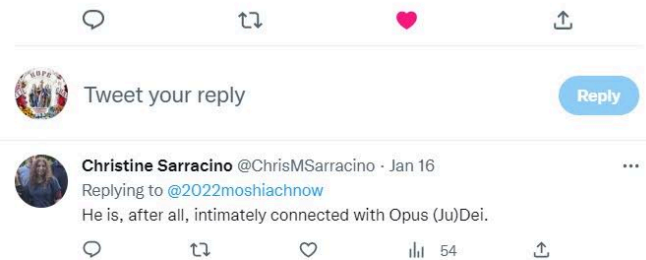 Tweet your reply
Reply
Christine Sarracino @ChrisMSarracino · Jan 16
Replying to @2022moshiachnow
He is, after all, intimately connected with Opus (Ju)Dei.
54